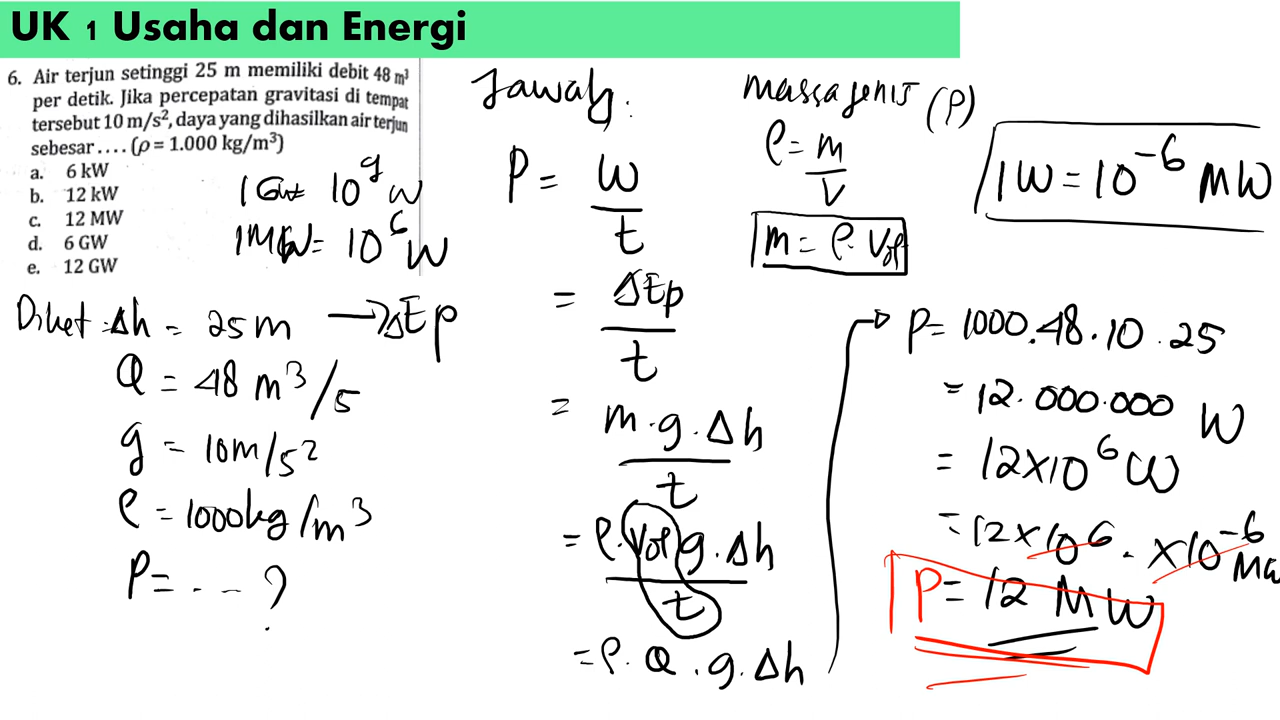 UK 1 Usaha dan Energi
6. Air terjun setinggi 25 m memiliki debit 48 m³
per detik. Jika percepatan gravitasi di tempat
tersebut 10 m/s², daya yang dihasilkan air terjun
sebesar .... (ρ = 1.000 kg/m³)
a. 6 kW
b. 12 kW
c. 12 MW
d. 6 GW
e. 12 GW
1 GW = 10⁹ W
1 MW = 10⁶ W
Diket : Δh = 25 m → ΔEp
Q = 48 m³/s
g = 10 m/s²
ρ = 1000 kg/m³
P = .... ?
Jawab :
P = W/t
= ΔEp/t
= m.g.Δh/t
= ρ.Vol g.Δh/t
= ρ.Q.g.Δh
massa jenis (ρ)
ρ = m/V
m = ρ.Vol
1 W = 10⁻⁶ MW
P = 1000.48.10.25
= 12.000.000 W
= 12×10⁶ W
= 12×10⁶ . ×10⁻⁶ MW
P = 12 MW